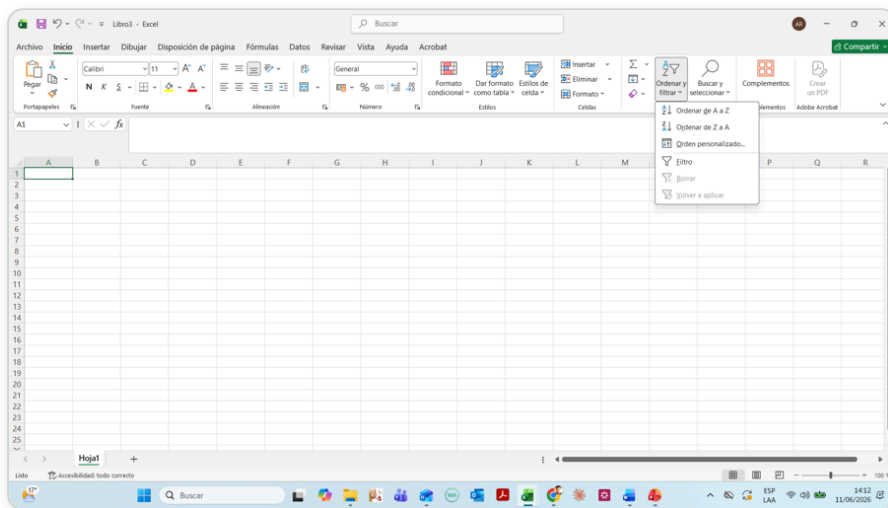 Libro3 - Excel
Buscar
AR
Archivo Inicio Insertar Dibujar Disposición de página Fórmulas Datos Revisar Vista Ayuda Acrobat
Compartir
Pegar
Calibri 11
N K S
General
% 000
Formato condicional
Dar formato como tabla
Estilos de celda
Insertar
Eliminar
Formato
Ordenar y filtrar
Buscar y seleccionar
Complementos
Crear un PDF
Portapapeles Fuente Alineación Número Estilos Celdas Adobe Acrobat
A1 fx
Ordenar de A a Z
Ordenar de Z a A
Orden personalizado...
Filtro
Borrar
Volver a aplicar
A B C D E F G H I J K L M P Q R
1
2
3
4
5
6
7
8
9
10
11
12
13
14
15
16
17
18
19
20
21
22
23
24
25
Hoja1
Listo Accesibilidad: todo correcto 100
17°
Buscar
ESP
LAA
14:12
11/06/2026